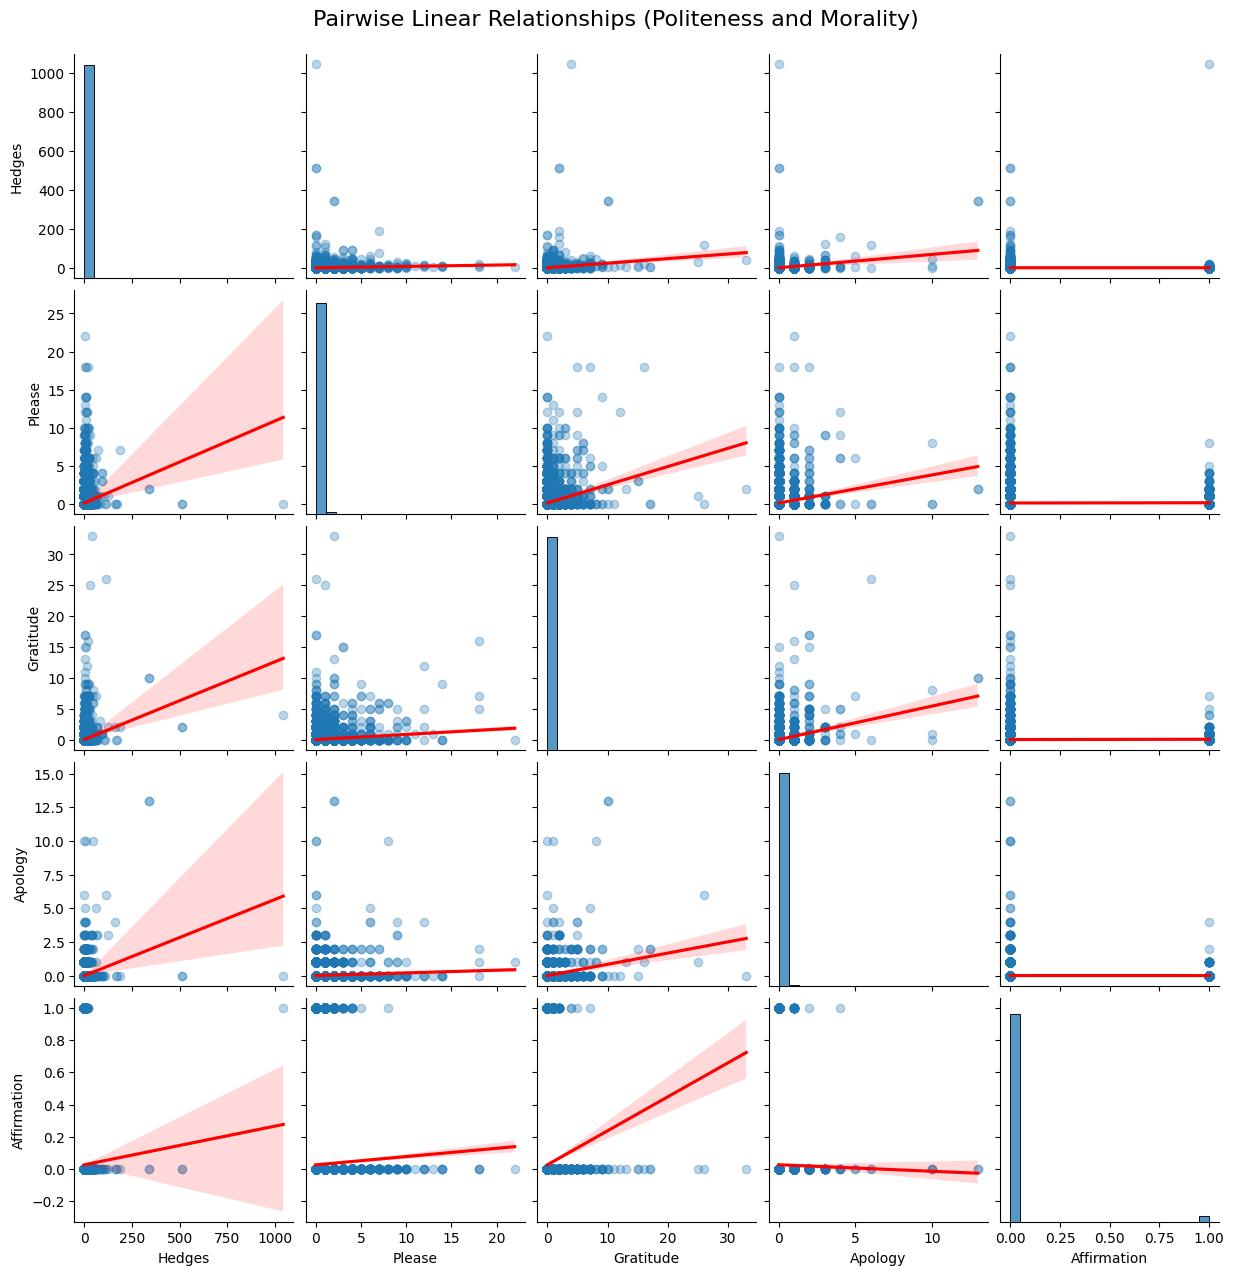 Pairwise Linear Relationships (Politeness and Morality)
1000
800
600
400
200
0
Hedges
25
20
15
10
5
0
Please
30
25
20
15
10
5
0
Gratitude
15.0
12.5
10.0
7.5
5.0
2.5
0.0
Apology
1.0
0.8
0.6
0.4
0.2
0.0
−0.2
Affirmation
0 250 500 750 1000
0 5 10 15 20
0 10 20 30
0 5 10
0.00 0.25 0.50 0.75 1.00
Hedges Please Gratitude Apology Affirmation